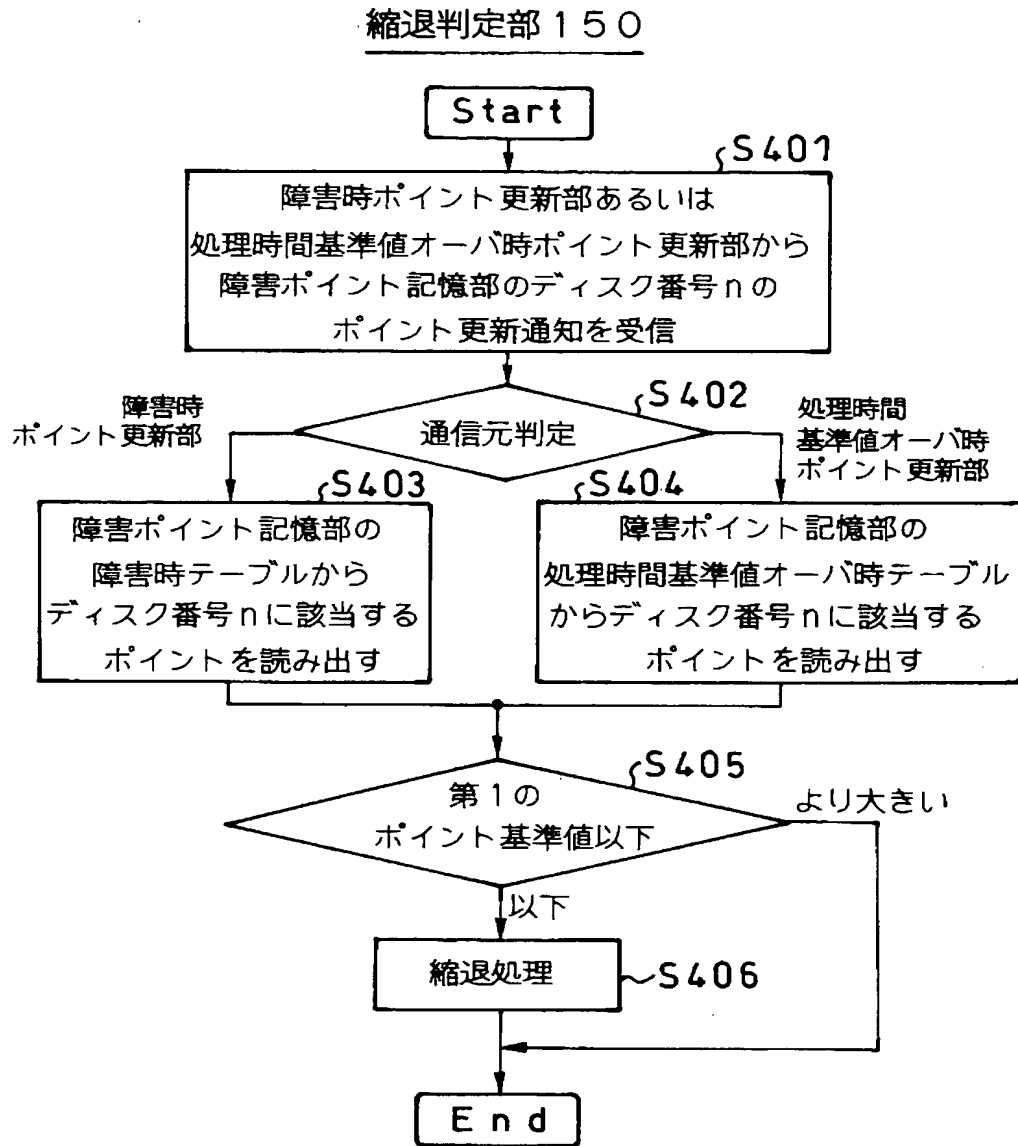 縮退判定部150
Start
S401
障害時ポイント更新部あるいは
処理時間基準値オーバ時ポイント更新部から
障害ポイント記憶部のディスク番号nの
ポイント更新通知を受信
S402
通信元判定
障害時
ポイント更新部
処理時間
基準値オーバ時
ポイント更新部
S403
障害ポイント記憶部の
障害時テーブルから
ディスク番号nに該当する
ポイントを読み出す
S404
障害ポイント記憶部の
処理時間基準値オーバ時テーブル
からディスク番号nに該当する
ポイントを読み出す
S405
第1の
ポイント基準値以下
より大きい
以下
縮退処理
S406
End